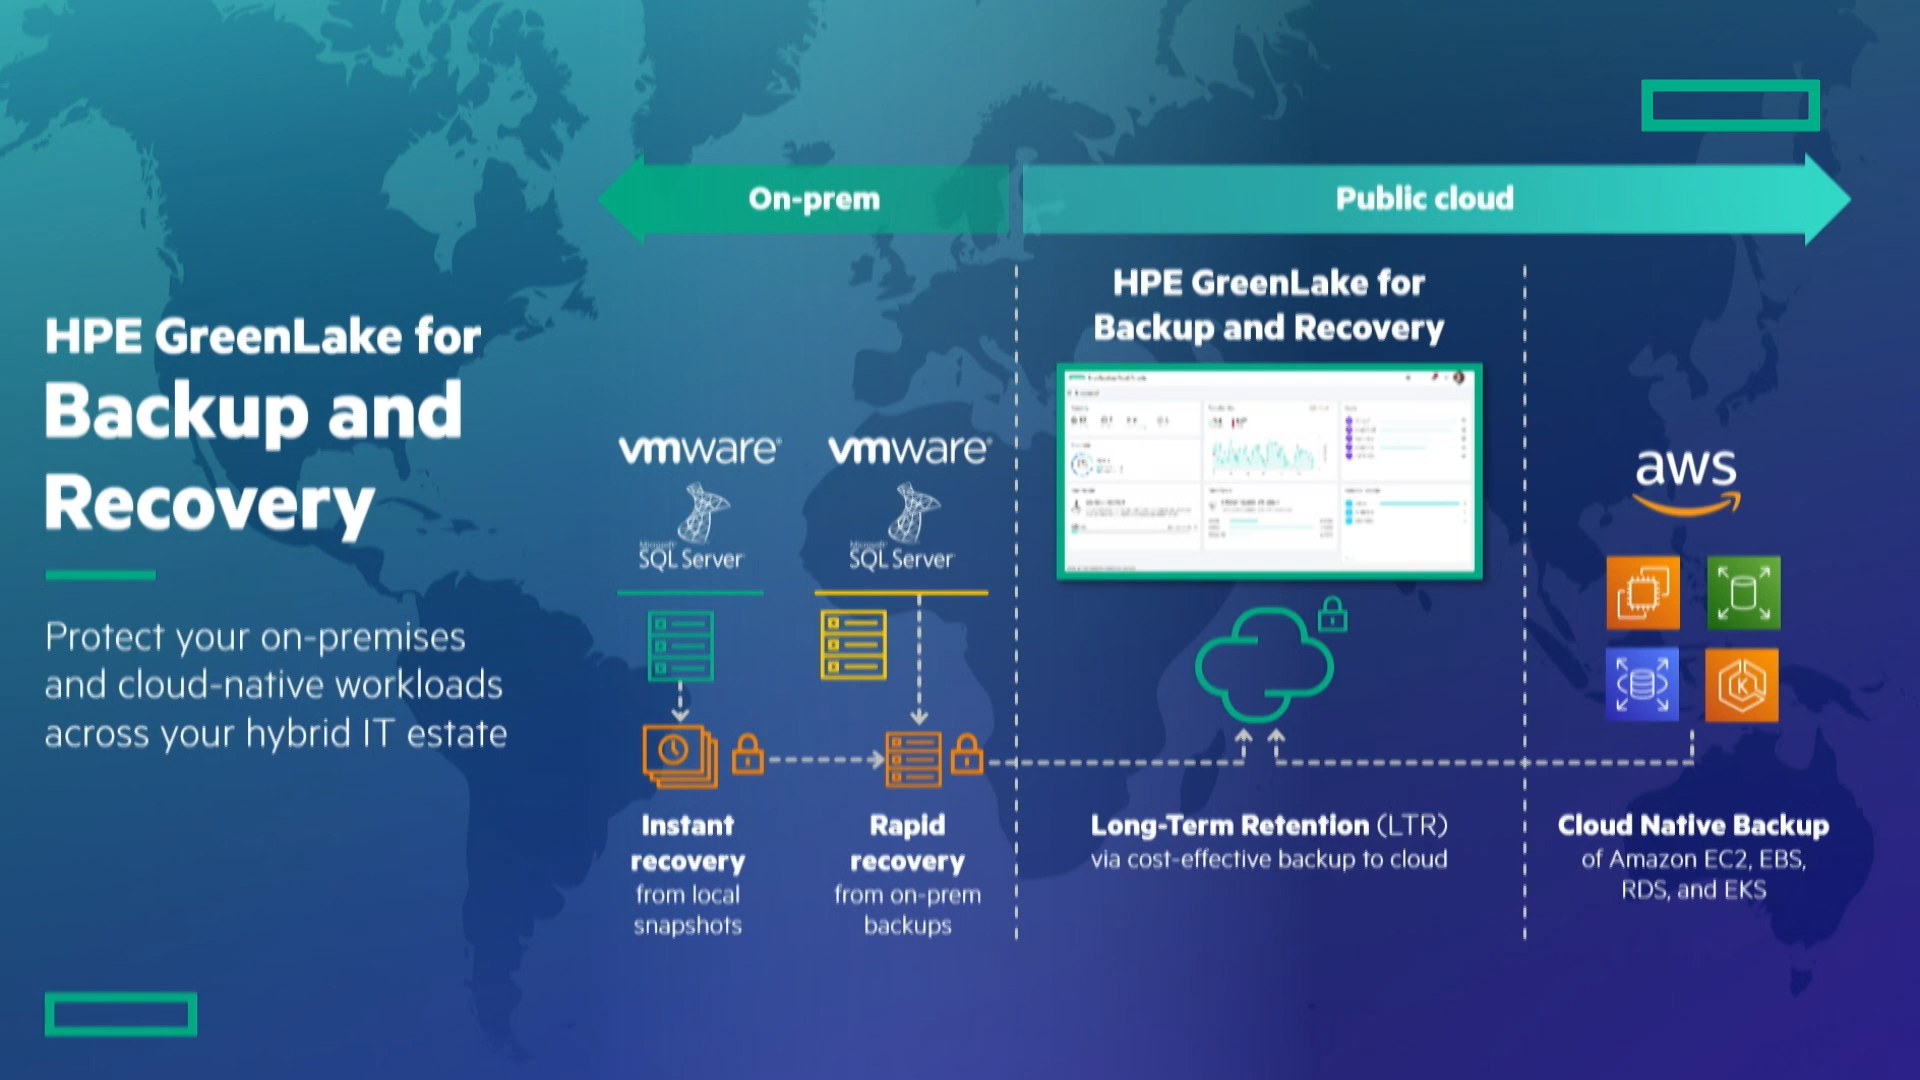 On-prem
Public cloud
HPE GreenLake for
Backup and
Recovery
Protect your on-premises
and cloud-native workloads
across your hybrid IT estate
vmware®
Microsoft®
SQL Server®
Instant
recovery
from local
snapshots
vmware®
Microsoft®
SQL Server®
Rapid
recovery
from on-prem
backups
HPE GreenLake for
Backup and Recovery
Long-Term Retention (LTR)
via cost-effective backup to cloud
aws
K
Cloud Native Backup
of Amazon EC2, EBS,
RDS, and EKS